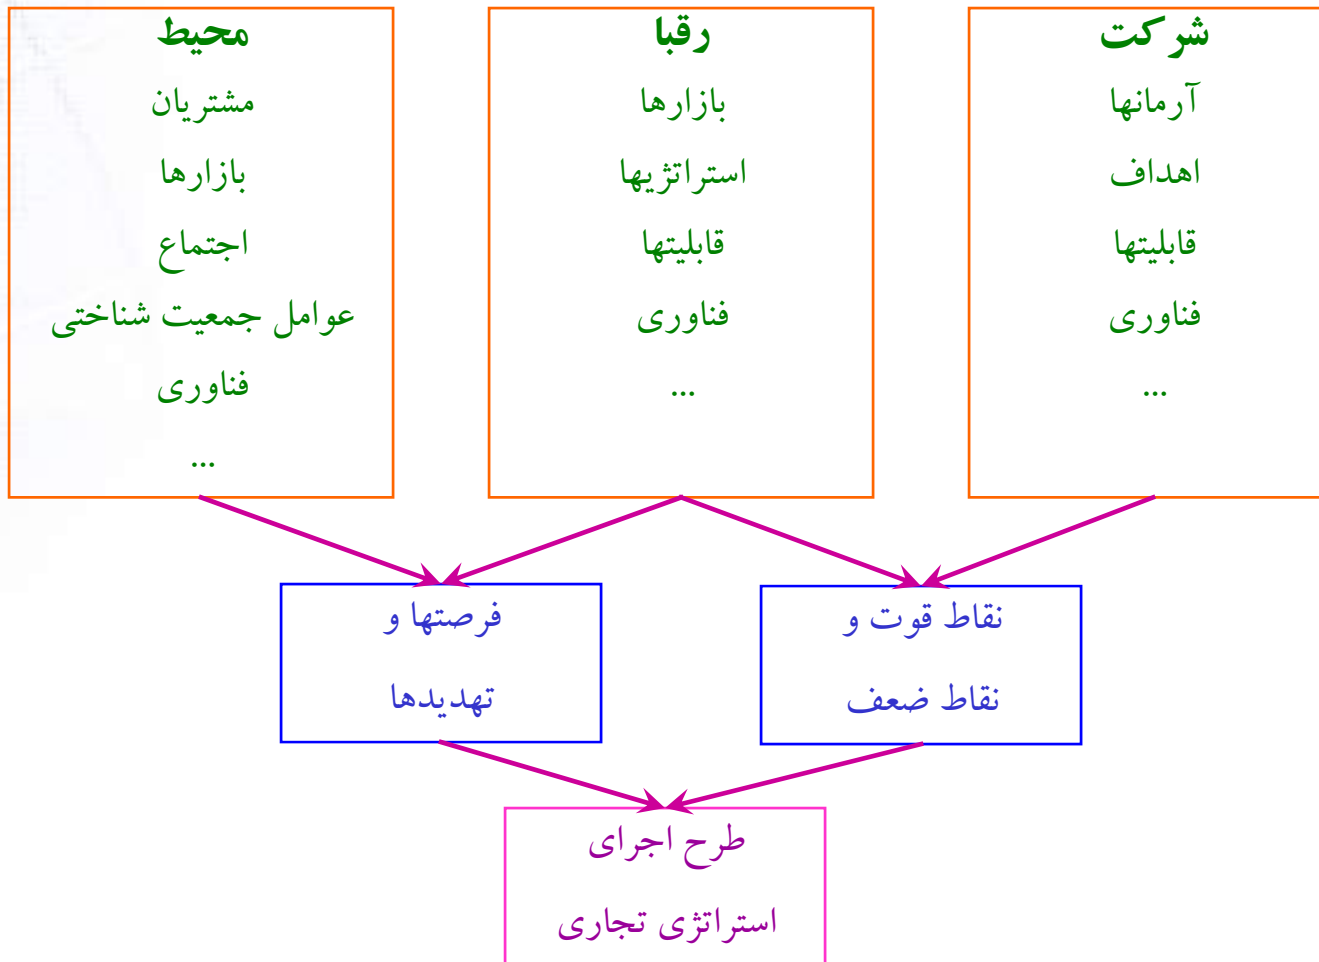 شرکت
آرمانها
اهداف
قابلیتها
فناوری
...
رقبا
بازارها
استراتژیها
قابلیتها
فناوری
...
محیط
مشتریان
بازارها
اجتماع
عوامل جمعیت شناختی
فناوری
...
نقاط قوت و
نقاط ضعف
فرصتها و
تهدیدها
طرح اجرای
استراتژی تجاری